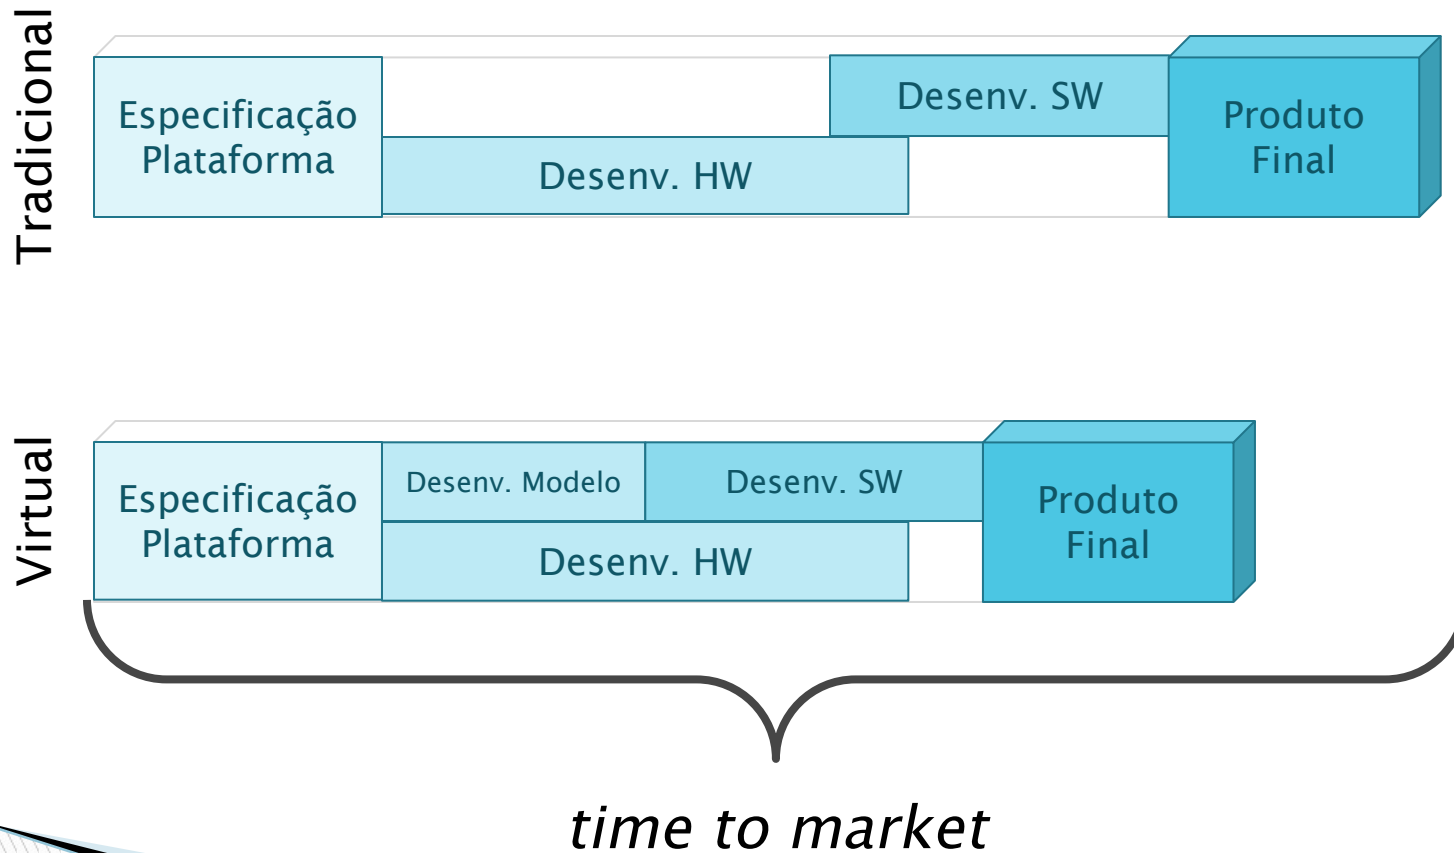 Tradicional
Especificação
Plataforma
Desenv. HW
Desenv. SW
Produto
Final
Virtual
Especificação
Plataforma
Desenv. Modelo
Desenv. SW
Desenv. HW
Produto
Final
time to market